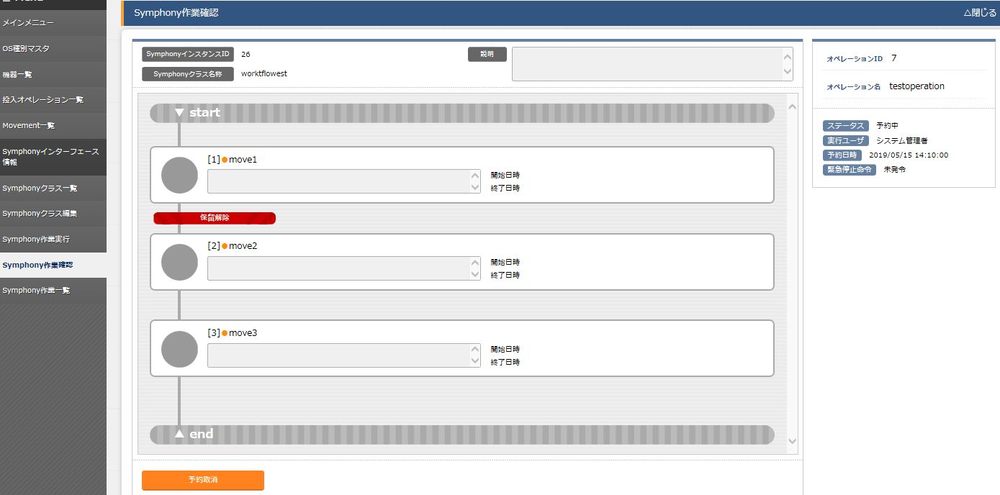 メインメニュー
OS種別マスタ
機器一覧
投入オペレーション一覧
Movement一覧
Symphonyインターフェース
情報
Symphonyクラス一覧
Symphonyクラス編集
Symphony作業実行
Symphony作業確認
Symphony作業一覧
Symphony作業確認
△閉じる
SymphonyインスタンスID 26
説明
Symphonyクラス名称 worktflowest
▼ start
[1] move1
開始日時
終了日時
保留解除
[2] move2
開始日時
終了日時
[3] move3
開始日時
終了日時
▲ end
予約取消
オペレーションID 7
オペレーション名 testoperation
ステータス 予約中
実行ユーザ システム管理者
予約日時 2019/05/15 14:10:00
緊急停止命令 未発令